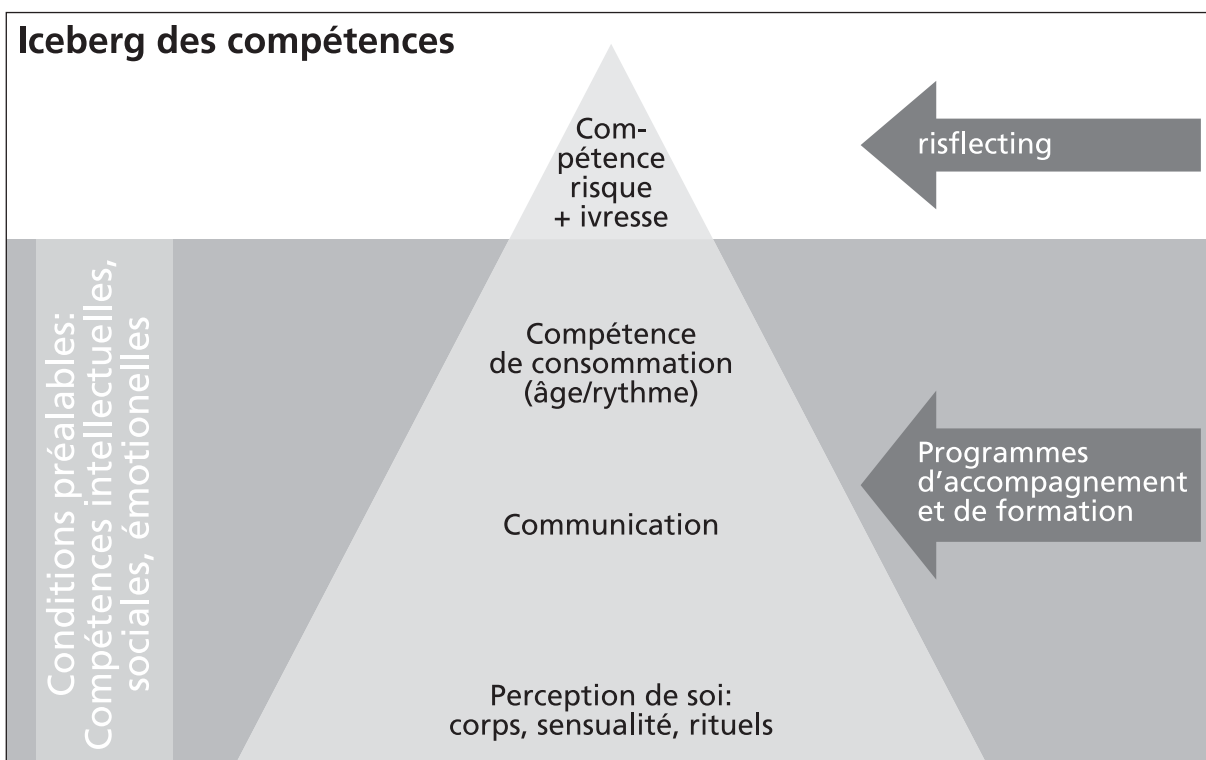 Iceberg des compétences
Com-
pétence
risque
+ ivresse
risflecting
Conditions préalables:
Compétences intellectuelles,
sociales, émotionelles
Compétence
de consommation
(âge/rythme)
Communication
Programmes
d’accompagnement
et de formation
Perception de soi:
corps, sensualité, rituels